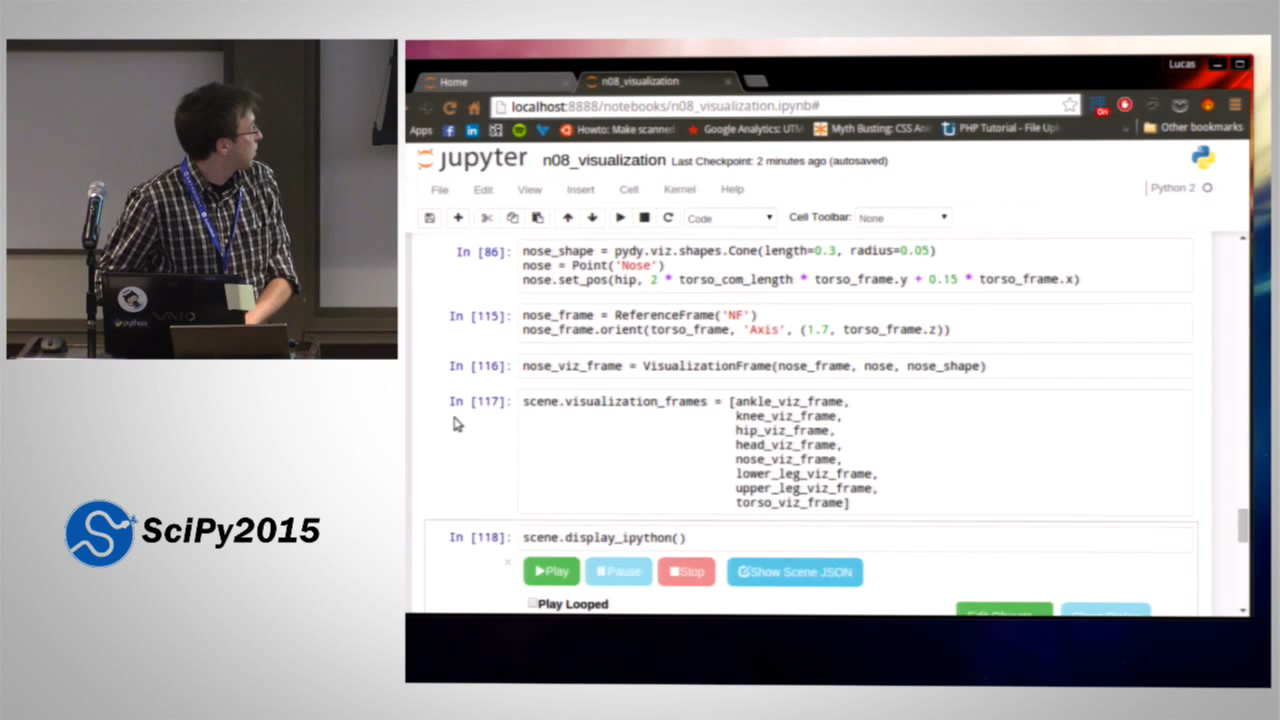 Lucas
Home
n08_visualization
localhost:8888/notebooks/n08_visualization.ipynb#
Apps
Howto: Make scanned
Google Analytics: UTM
Myth Busting: CSS Ani
PHP Tutorial - File Upl
Other bookmarks
jupyter n08_visualization Last Checkpoint: 2 minutes ago (autosaved)
File Edit View Insert Cell Kernel Help
Python 2
Code
Cell Toolbar: None
In [86]: nose_shape = pydy.viz.shapes.Cone(length=0.3, radius=0.05)
nose = Point('Nose')
nose.set_pos(hip, 2 * torso_com_length * torso_frame.y + 0.15 * torso_frame.x)
In [115]: nose_frame = ReferenceFrame('NF')
nose_frame.orient(torso_frame, 'Axis', (1.7, torso_frame.z))
In [116]: nose_viz_frame = VisualizationFrame(nose_frame, nose, nose_shape)
In [117]: scene.visualization_frames = [ankle_viz_frame,
knee_viz_frame,
hip_viz_frame,
head_viz_frame,
nose_viz_frame,
lower_leg_viz_frame,
upper_leg_viz_frame,
torso_viz_frame]
In [118]: scene.display_ipython()
Play Pause Stop Show Scene JSON
Play Looped
python
VAIO
SciPy2015